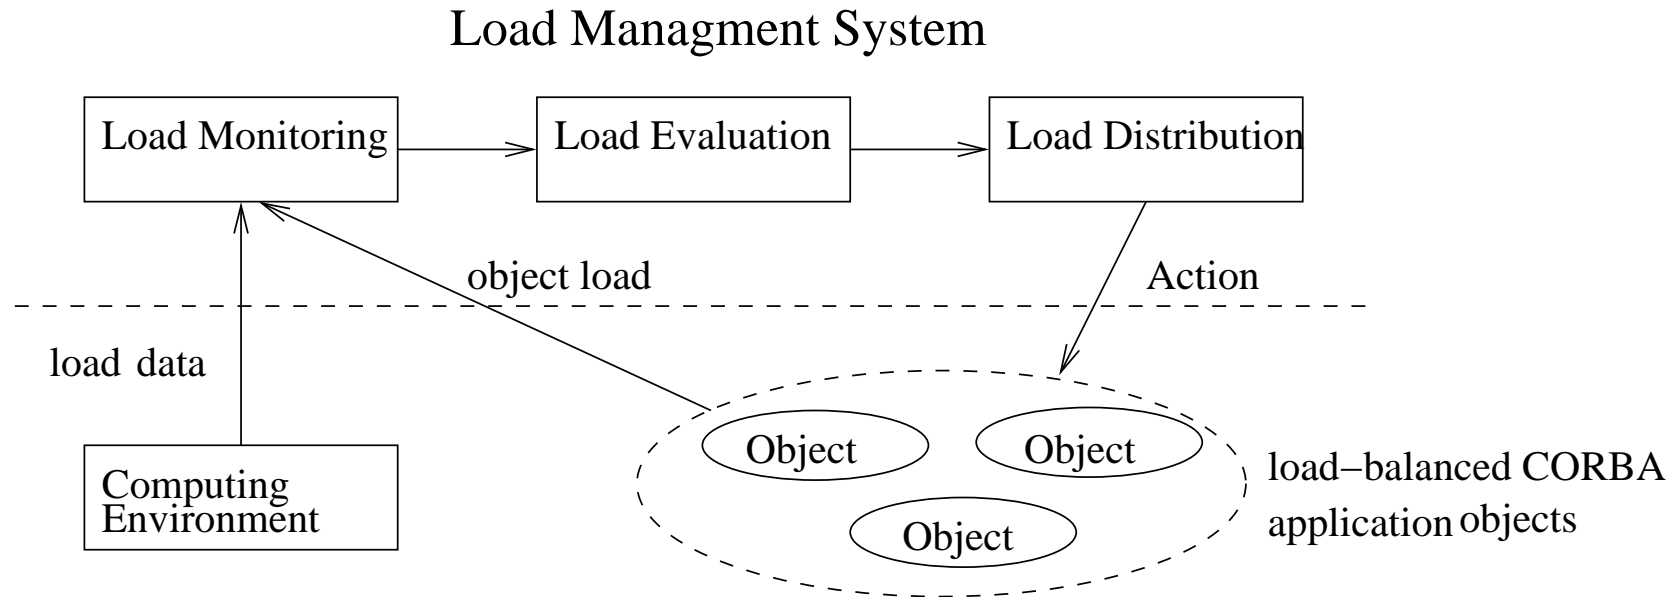 Load Managment System
Load Monitoring
Load Evaluation
Load Distribution
object load
Action
load data
Computing
Environment
Object
Object
Object
load−balanced CORBA
application objects